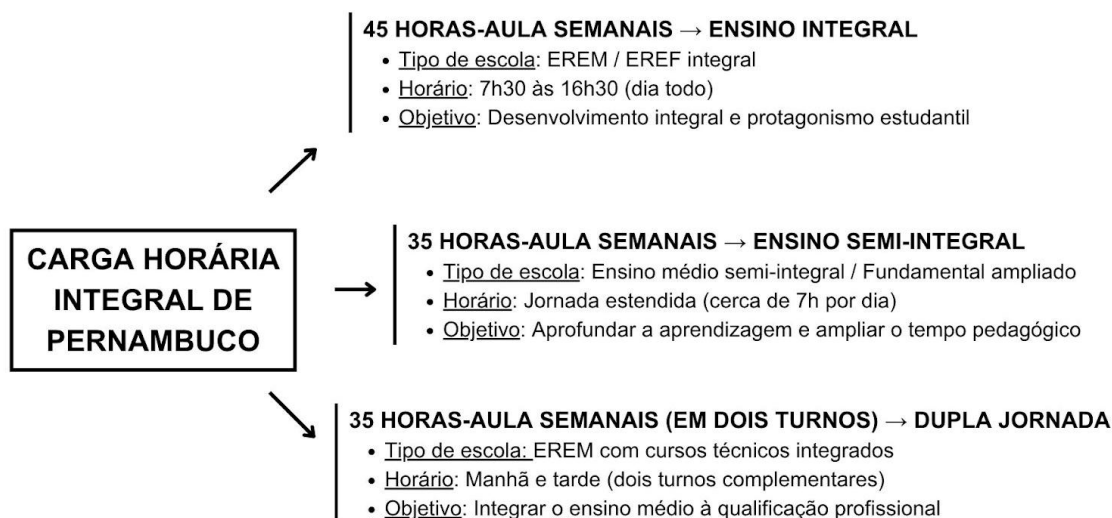 45 HORAS-AULA SEMANAIS → ENSINO INTEGRAL
• Tipo de escola: EREM / EREF integral
• Horário: 7h30 às 16h30 (dia todo)
• Objetivo: Desenvolvimento integral e protagonismo estudantil
CARGA HORÁRIA
INTEGRAL DE
PERNAMBUCO
35 HORAS-AULA SEMANAIS → ENSINO SEMI-INTEGRAL
• Tipo de escola: Ensino médio semi-integral / Fundamental ampliado
• Horário: Jornada estendida (cerca de 7h por dia)
• Objetivo: Aprofundar a aprendizagem e ampliar o tempo pedagógico
35 HORAS-AULA SEMANAIS (EM DOIS TURNOS) → DUPLA JORNADA
• Tipo de escola: EREM com cursos técnicos integrados
• Horário: Manhã e tarde (dois turnos complementares)
• Objetivo: Integrar o ensino médio à qualificação profissional